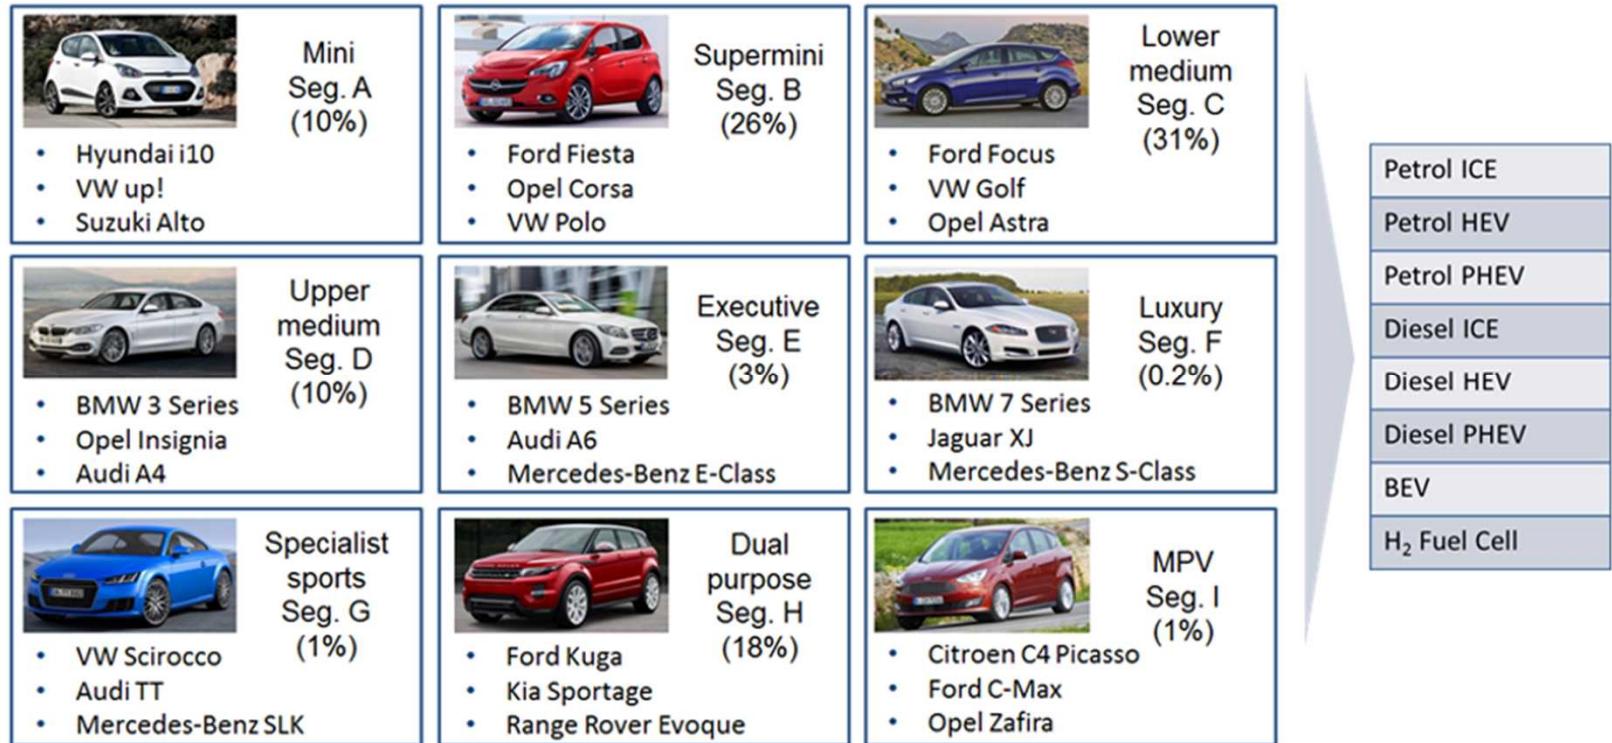 Mini
Seg. A
(10%)
• Hyundai i10
• VW up!
• Suzuki Alto
Supermini
Seg. B
(26%)
• Ford Fiesta
• Opel Corsa
• VW Polo
Lower
medium
Seg. C
(31%)
• Ford Focus
• VW Golf
• Opel Astra
Upper
medium
Seg. D
(10%)
• BMW 3 Series
• Opel Insignia
• Audi A4
Executive
Seg. E
(3%)
• BMW 5 Series
• Audi A6
• Mercedes-Benz E-Class
Luxury
Seg. F
(0.2%)
• BMW 7 Series
• Jaguar XJ
• Mercedes-Benz S-Class
Specialist
sports
Seg. G
(1%)
• VW Scirocco
• Audi TT
• Mercedes-Benz SLK
Dual
purpose
Seg. H
(18%)
• Ford Kuga
• Kia Sportage
• Range Rover Evoque
MPV
Seg. I
(1%)
• Citroen C4 Picasso
• Ford C-Max
• Opel Zafira
Petrol ICE
Petrol HEV
Petrol PHEV
Diesel ICE
Diesel HEV
Diesel PHEV
BEV
H₂ Fuel Cell